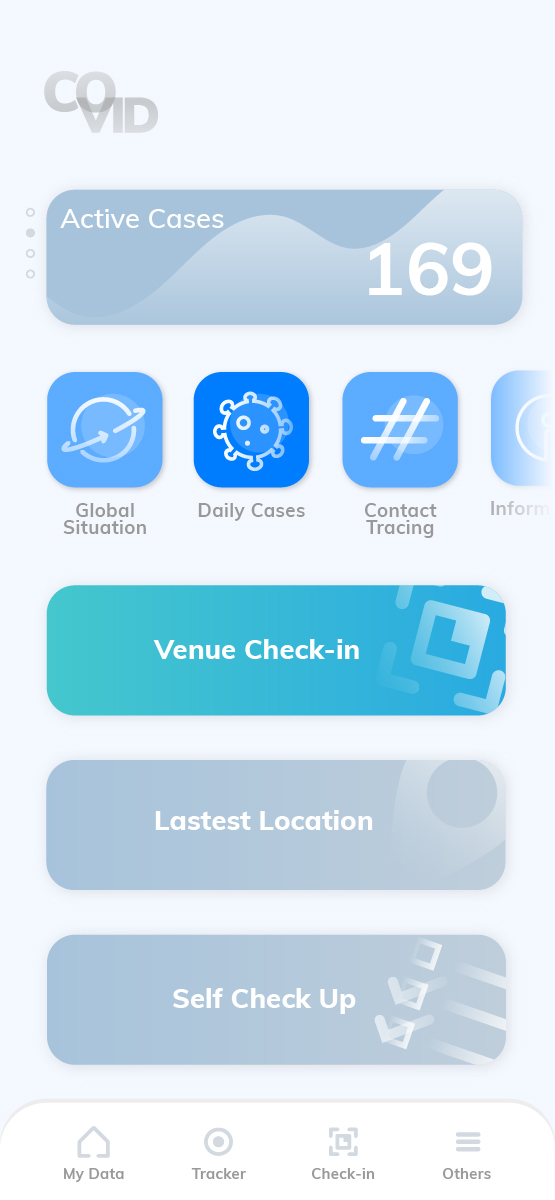 COVID
Active Cases
169
Global
Situation
Daily Cases
Contact
Tracing
Inform
Venue Check-in
Lastest Location
Self Check Up
My Data
Tracker
Check-in
Others